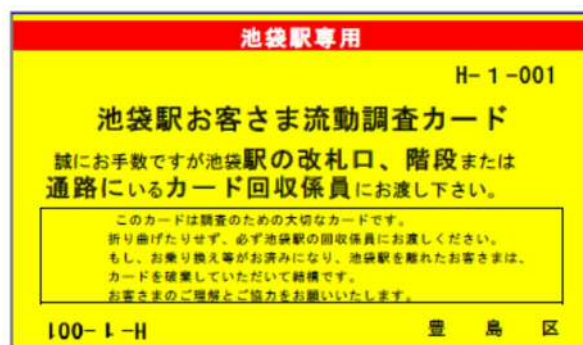 池袋駅専用
H-1-001
池袋駅お客さま流動調査カード
誠にお手数ですが池袋駅の改札口、階段または
通路にいるカード回収係員にお渡し下さい。
このカードは調査のための大切なカードです。
折り曲げたりせず、必ず池袋駅の回収係員にお渡しください。
もし、お乗り換え等がお済みになり、池袋駅を離れたお客さまは、
カードを破棄していただいて結構です。
お客さまのご理解とご協力をお願いいたします。
H-1-001
豊島区